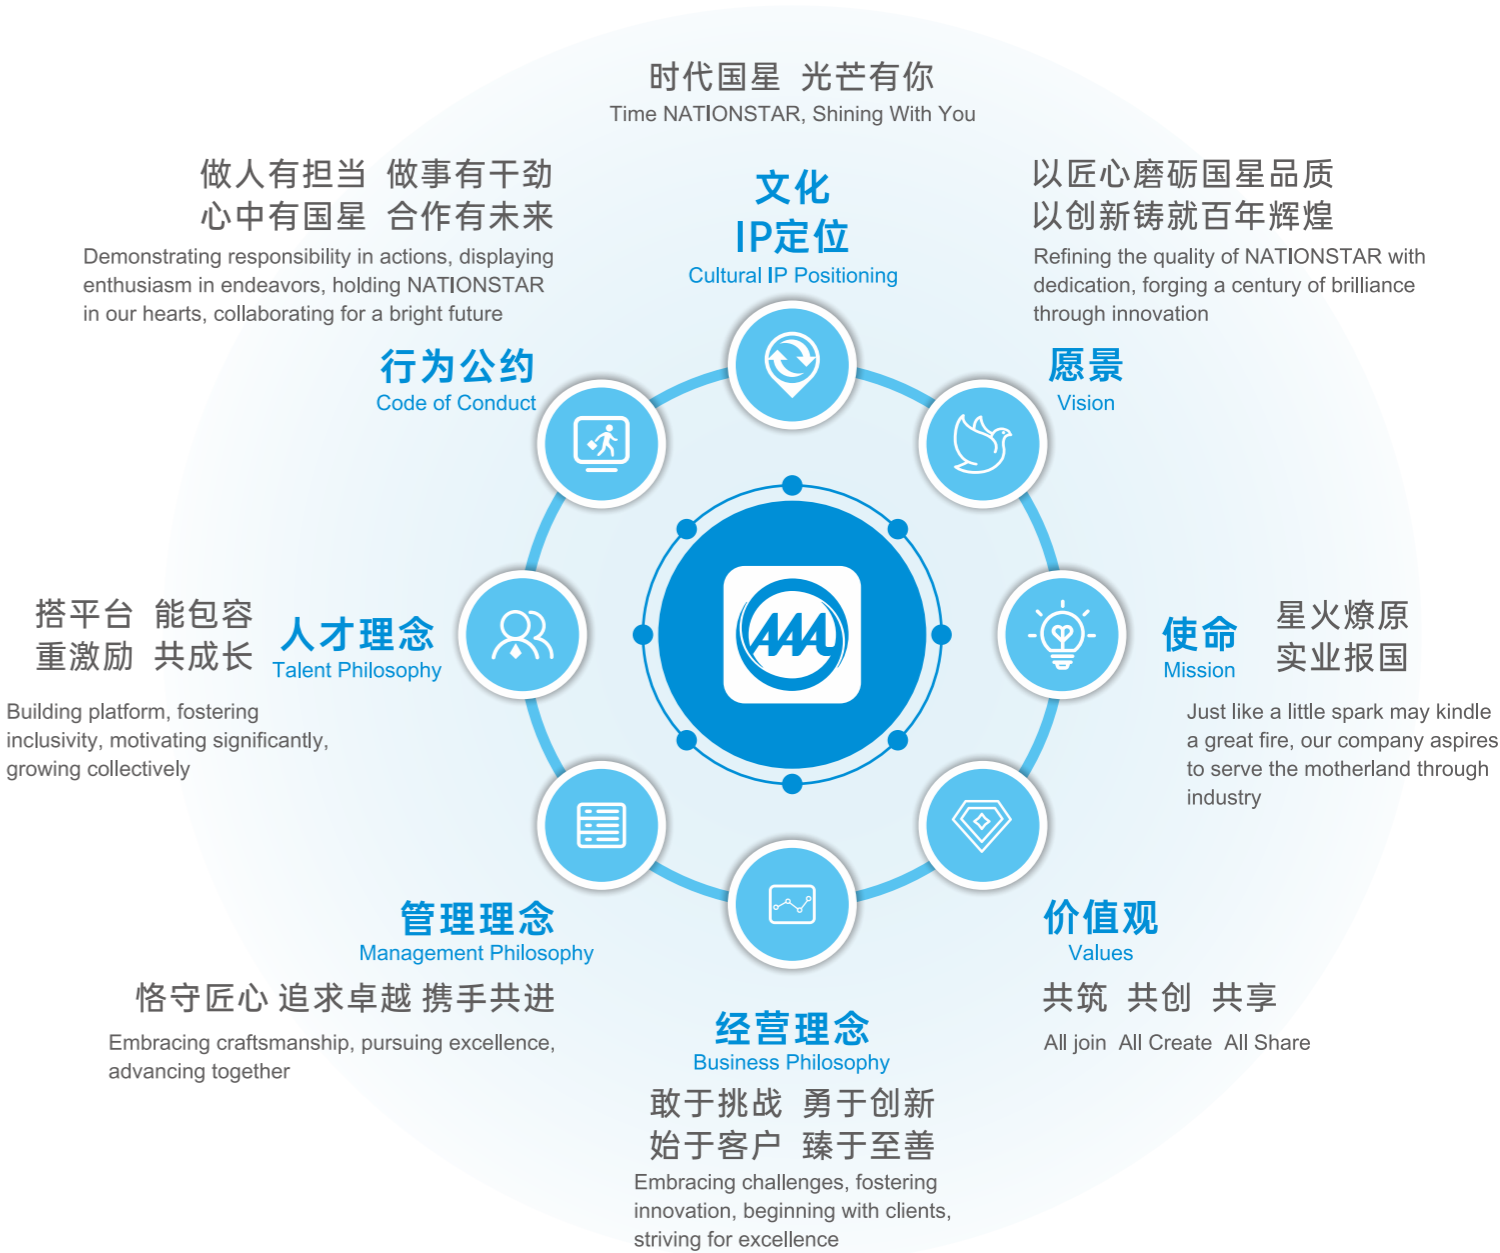 时代国星 光芒有你
Time NATIONSTAR, Shining With You
文化
IP定位
Cultural IP Positioning
以匠心磨砺国星品质
以创新铸就百年辉煌
Refining the quality of NATIONSTAR with
dedication, forging a century of brilliance
through innovation
愿景
Vision
使命
Mission
星火燎原
实业报国
Just like a little spark may kindle
a great fire, our company aspires
to serve the motherland through
industry
价值观
Values
共筑 共创 共享
All join All Create All Share
经营理念
Business Philosophy
敢于挑战 勇于创新
始于客户 臻于至善
Embracing challenges, fostering
innovation, beginning with clients,
striving for excellence
管理理念
Management Philosophy
恪守匠心 追求卓越 携手共进
Embracing craftsmanship, pursuing excellence,
advancing together
搭平台 能包容
重激励 共成长
人才理念
Talent Philosophy
Building platform, fostering
inclusivity, motivating significantly,
growing collectively
做人有担当 做事有干劲
心中有国星 合作有未来
Demonstrating responsibility in actions, displaying
enthusiasm in endeavors, holding NATIONSTAR
in our hearts, collaborating for a bright future
行为公约
Code of Conduct